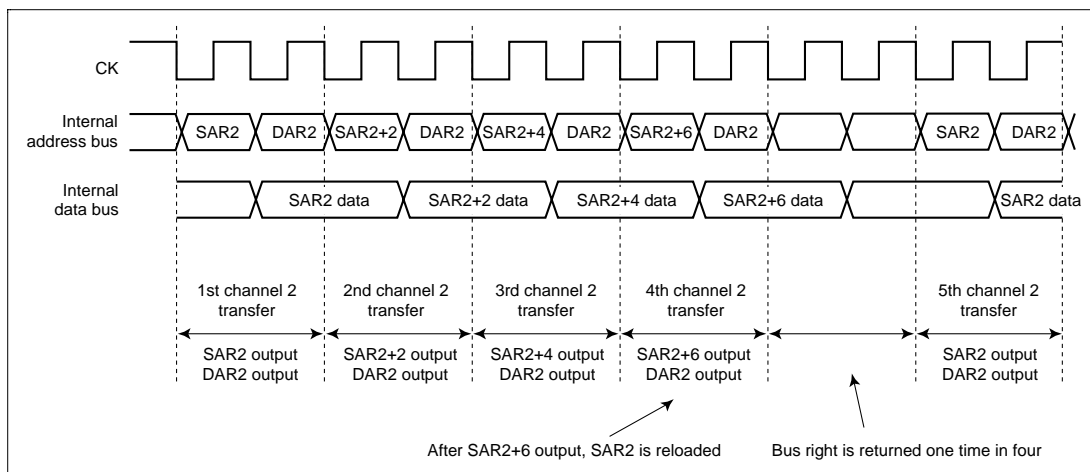 CK
Internal
address bus
SAR2 DAR2 SAR2+2 DAR2 SAR2+4 DAR2 SAR2+6 DAR2 SAR2 DAR2
Internal
data bus
SAR2 data SAR2+2 data SAR2+4 data SAR2+6 data SAR2 data
1st channel 2
transfer
2nd channel 2
transfer
3rd channel 2
transfer
4th channel 2
transfer
5th channel 2
transfer
SAR2 output
DAR2 output
SAR2+2 output
DAR2 output
SAR2+4 output
DAR2 output
SAR2+6 output
DAR2 output
SAR2 output
DAR2 output
After SAR2+6 output, SAR2 is reloaded
Bus right is returned one time in four